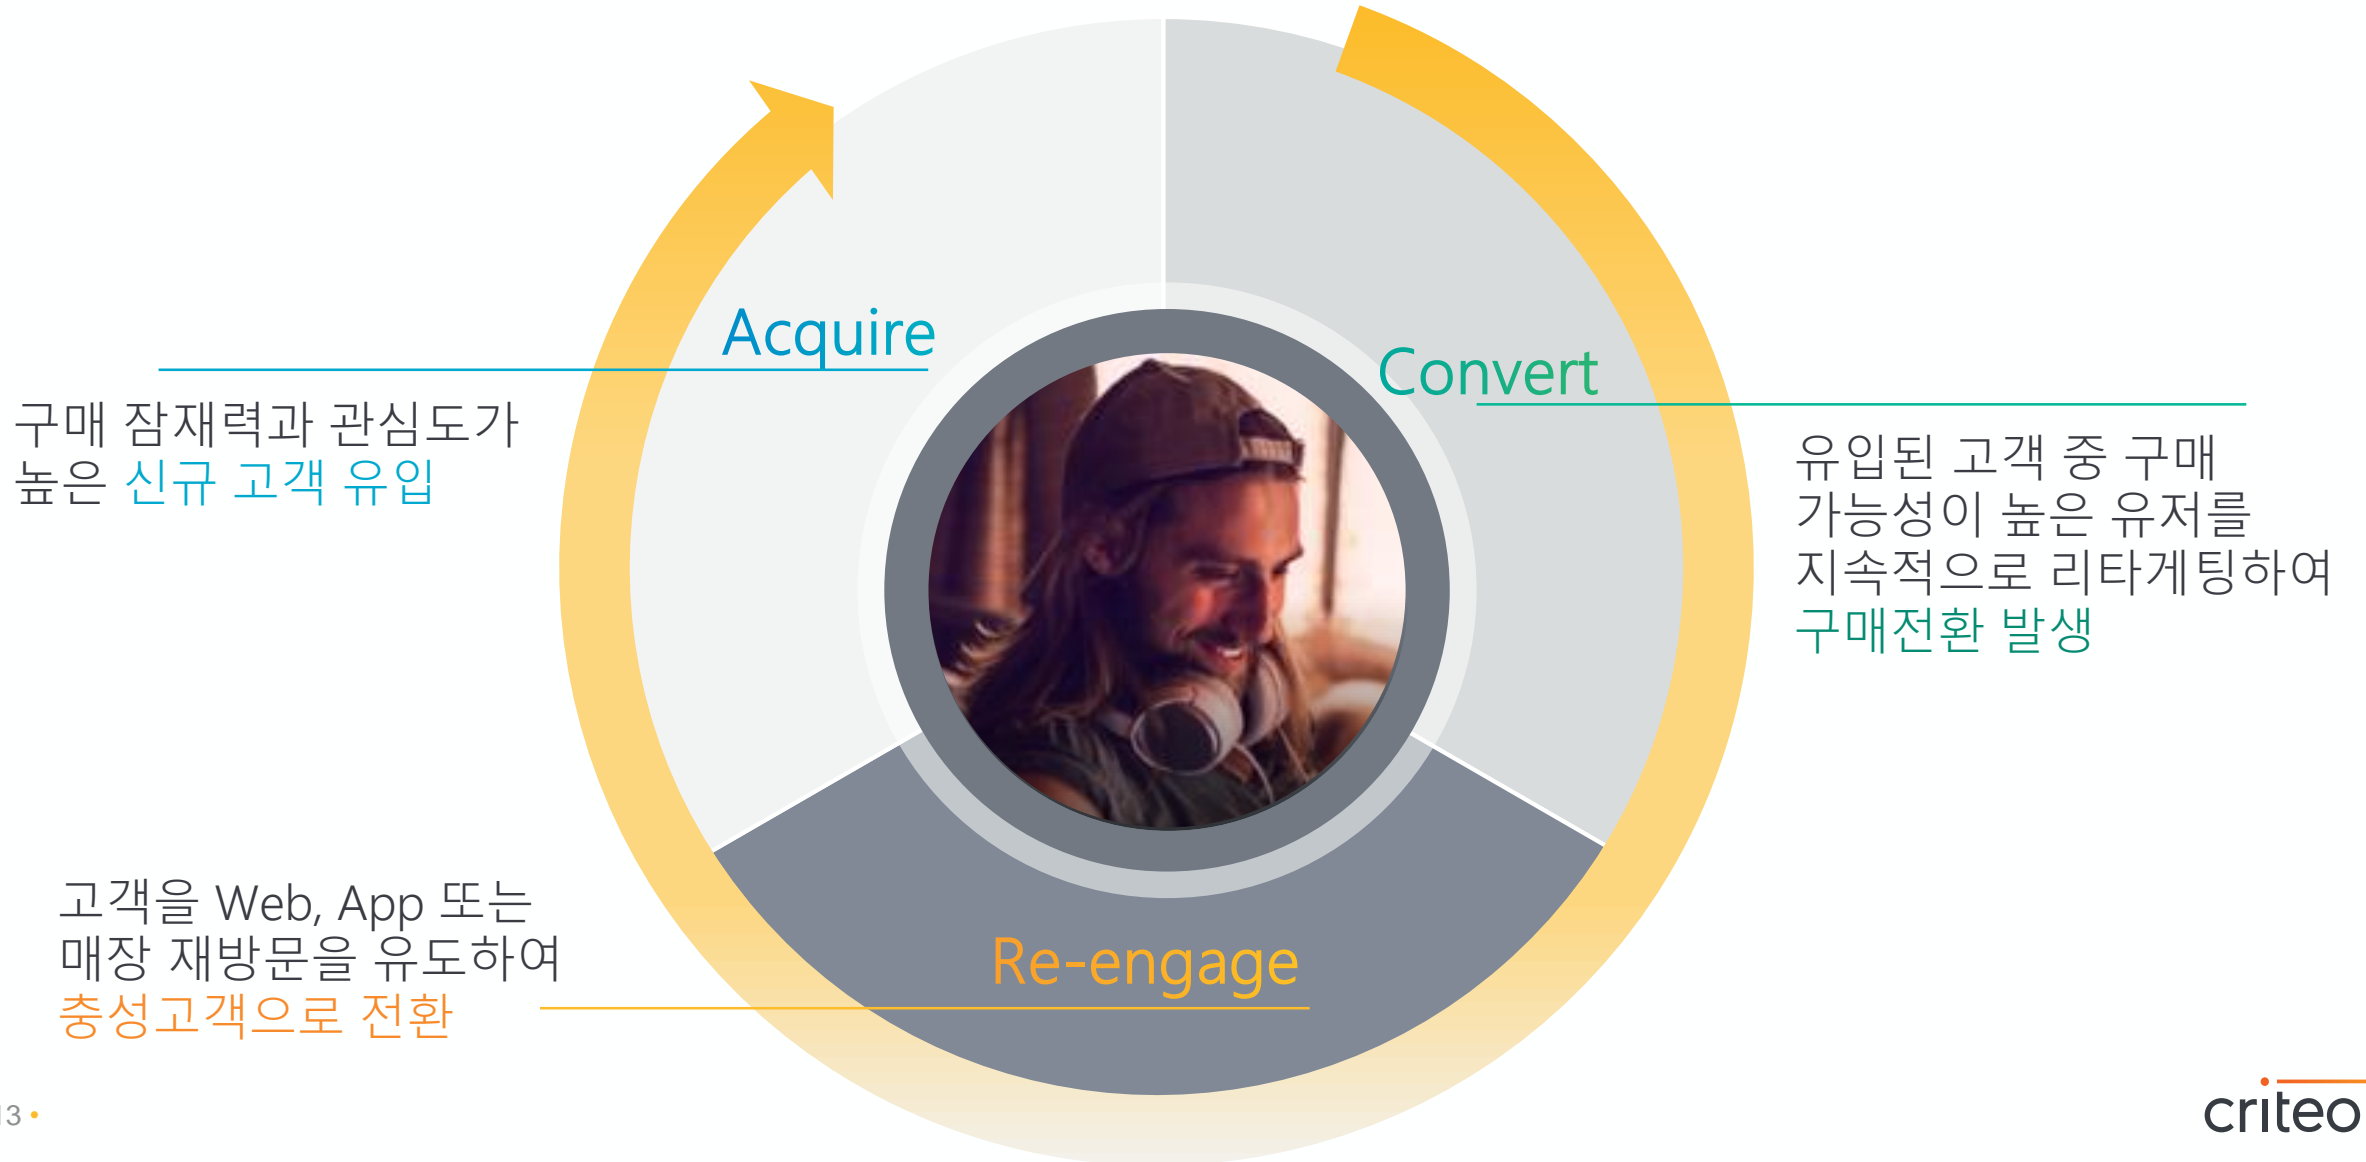 Acquire
구매 잠재력과 관심도가
높은 신규 고객 유입
Convert
유입된 고객 중 구매
가능성이 높은 유저를
지속적으로 리타게팅하여
구매전환 발생
Re-engage
고객을 Web, App 또는
매장 재방문을 유도하여
충성고객으로 전환
13
criteo